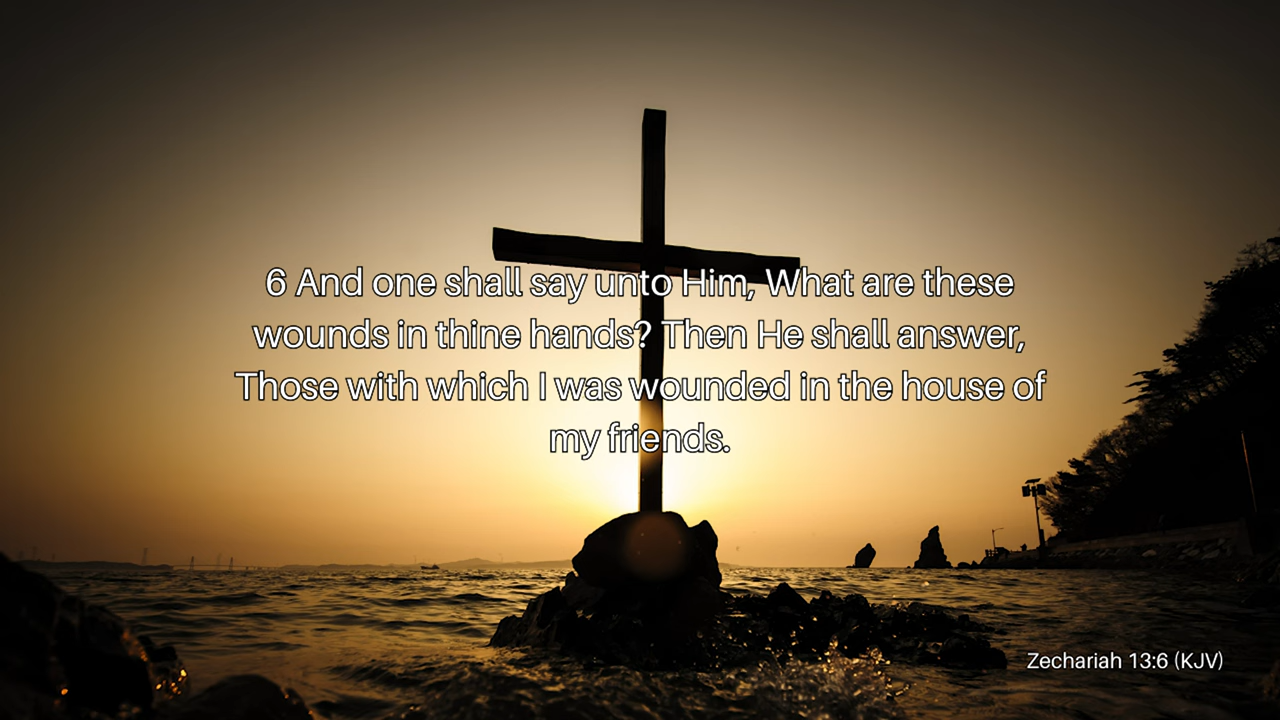 6 And one shall say unto Him, What are these
wounds in thine hands? Then He shall answer,
Those with which I was wounded in the house of
my friends.
Zechariah 13:6 (KJV)